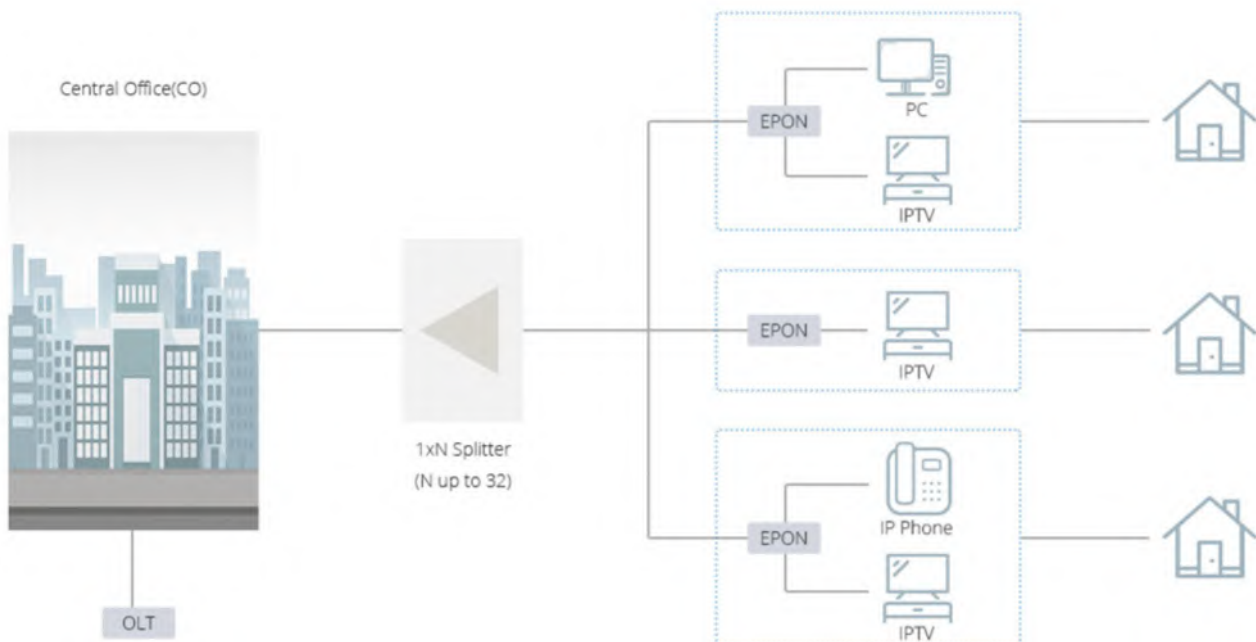 Central Office(CO)
OLT
1xN Splitter
(N up to 32)
EPON
PC
IPTV
EPON
IPTV
EPON
IP Phone
IPTV